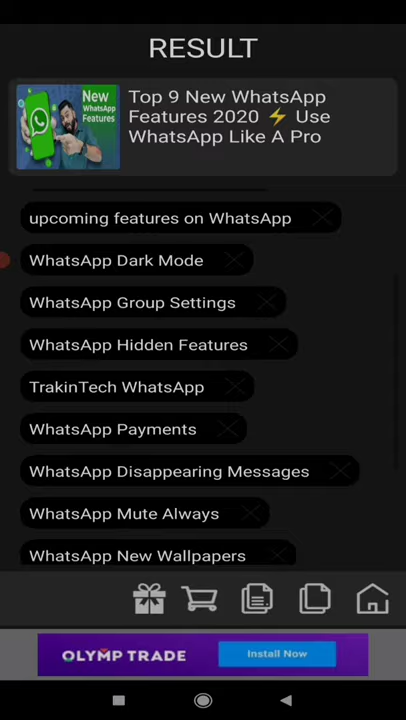 RESULT
New
WhatsApp
Features
Top 9 New WhatsApp
Features 2020 ⚡ Use
WhatsApp Like A Pro
upcoming features on WhatsApp
WhatsApp Dark Mode
WhatsApp Group Settings
WhatsApp Hidden Features
TrakinTech WhatsApp
WhatsApp Payments
WhatsApp Disappearing Messages
WhatsApp Mute Always
WhatsApp New Wallpapers
OLYMP TRADE
Install Now